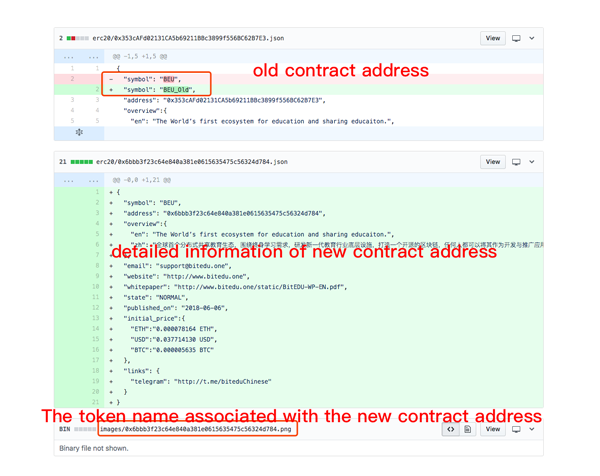 2 erc20/0x353cAFd02131CA5b69211BBc3899f556BC62B7E3.json View
... ... @@ -1,5 +1,5 @@
1 1 {
2 - "symbol": "BEU",
2 + "symbol": "BEU_Old",
3 3 "address": "0x353cAFd02131CA5b69211BBc3899f556BC62B7E3",
4 4 "overview":{
5 5 "en": "The World's first ecosystem for education and sharing educaiton.",
old contract address
21 erc20/0x6bbb3f23c64e840a381e0615635475c56324d784.json View
... ... @@ -0,0 +1,21 @@
1 + {
2 + "symbol": "BEU",
3 + "address": "0x6bbb3f23c64e840a381e0615635475c56324d784",
4 + "overview":{
5 + "en": "The World's first ecosystem for education and sharing educaiton.",
6 +
detailed information of new contract address
7 +
8 + "email": "support@bitedu.one",
9 + "website": "http://www.bitedu.one",
10 + "whitepaper": "http://www.bitedu.one/static/BitEDU-WP-EN.pdf",
11 + "state": "NORMAL",
12 + "published_on": "2018-06-06",
13 + "initial_price":{
14 + "ETH":"0.000078164 ETH",
15 + "USD":"0.037714130 USD",
16 + "BTC":"0.000005635 BTC"
17 + },
18 + "links": {
19 + "telegram": "http://t.me/biteduChinese"
20 + }
21 + }
The token name associated with the new contract address
BIN images/0x6bbb3f23c64e840a381e0615635475c56324d784.png <> View
Binary file not shown.